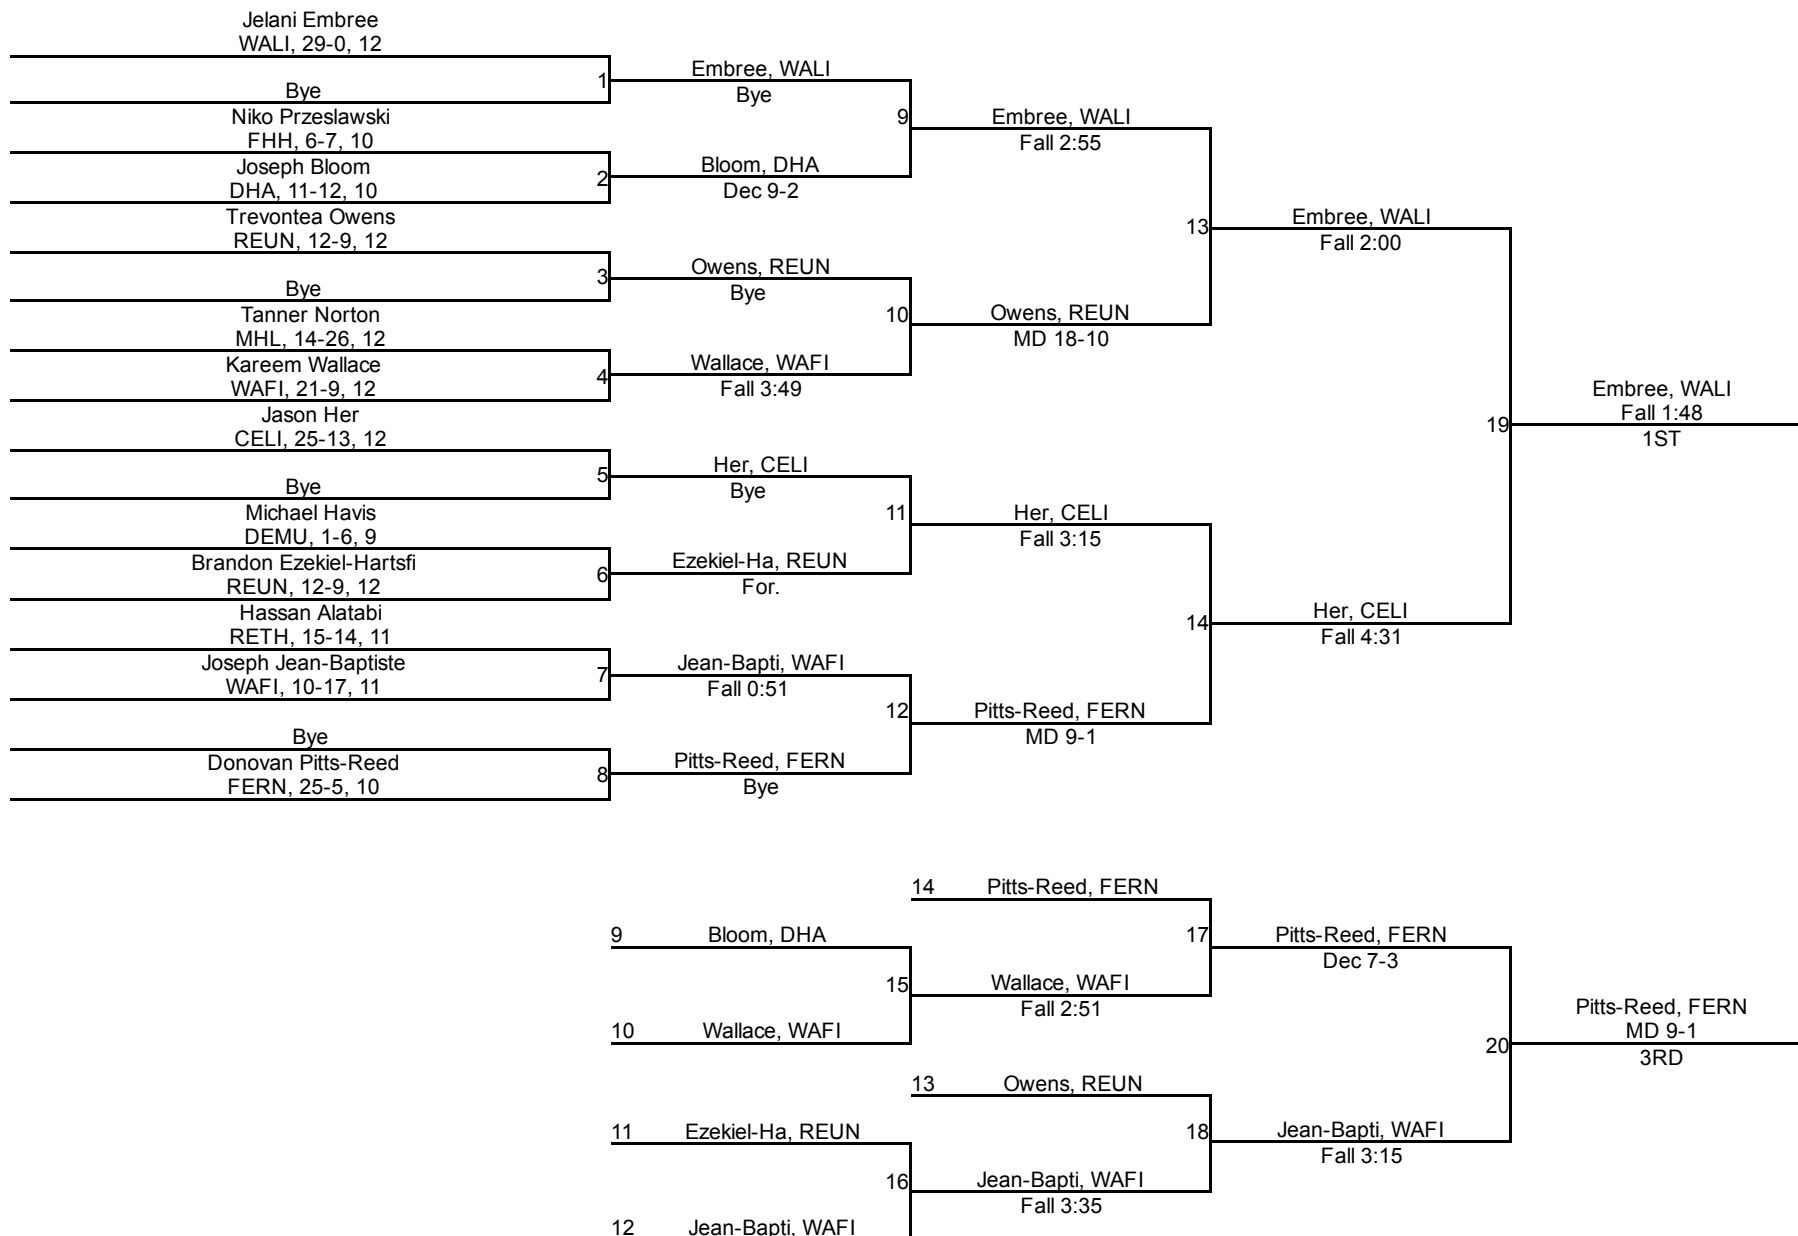 Jelani Embree
WALI, 29-0, 12
Bye
Niko Przeslawski
FHH, 6-7, 10
Joseph Bloom
DHA, 11-12, 10
Trevontea Owens
REUN, 12-9, 12
Bye
Tanner Norton
MHL, 14-26, 12
Kareem Wallace
WAFI, 21-9, 12
Jason Her
CELI, 25-13, 12
Bye
Michael Havis
DEMU, 1-6, 9
Brandon Ezekiel-Hartsfi
REUN, 12-9, 12
Hassan Alatabi
RETH, 15-14, 11
Joseph Jean-Baptiste
WAFI, 10-17, 11
Bye
Donovan Pitts-Reed
FERN, 25-5, 10
1
Embree, WALI
Bye
2
Bloom, DHA
Dec 9-2
3
Owens, REUN
Bye
4
Wallace, WAFI
Fall 3:49
5
Her, CELI
Bye
6
Ezekiel-Ha, REUN
For.
7
Jean-Bapti, WAFI
Fall 0:51
8
Pitts-Reed, FERN
Bye
9
Embree, WALI
Fall 2:55
10
Owens, REUN
MD 18-10
11
Her, CELI
Fall 3:15
12
Pitts-Reed, FERN
MD 9-1
13
Embree, WALI
Fall 2:00
14
Her, CELI
Fall 4:31
19
Embree, WALI
Fall 1:48
1ST
14 Pitts-Reed, FERN
9 Bloom, DHA
10 Wallace, WAFI
15
Wallace, WAFI
Fall 2:51
17
Pitts-Reed, FERN
Dec 7-3
13 Owens, REUN
11 Ezekiel-Ha, REUN
12 Jean-Bapti, WAFI
16
Jean-Bapti, WAFI
Fall 3:35
18
Jean-Bapti, WAFI
Fall 3:15
20
Pitts-Reed, FERN
MD 9-1
3RD